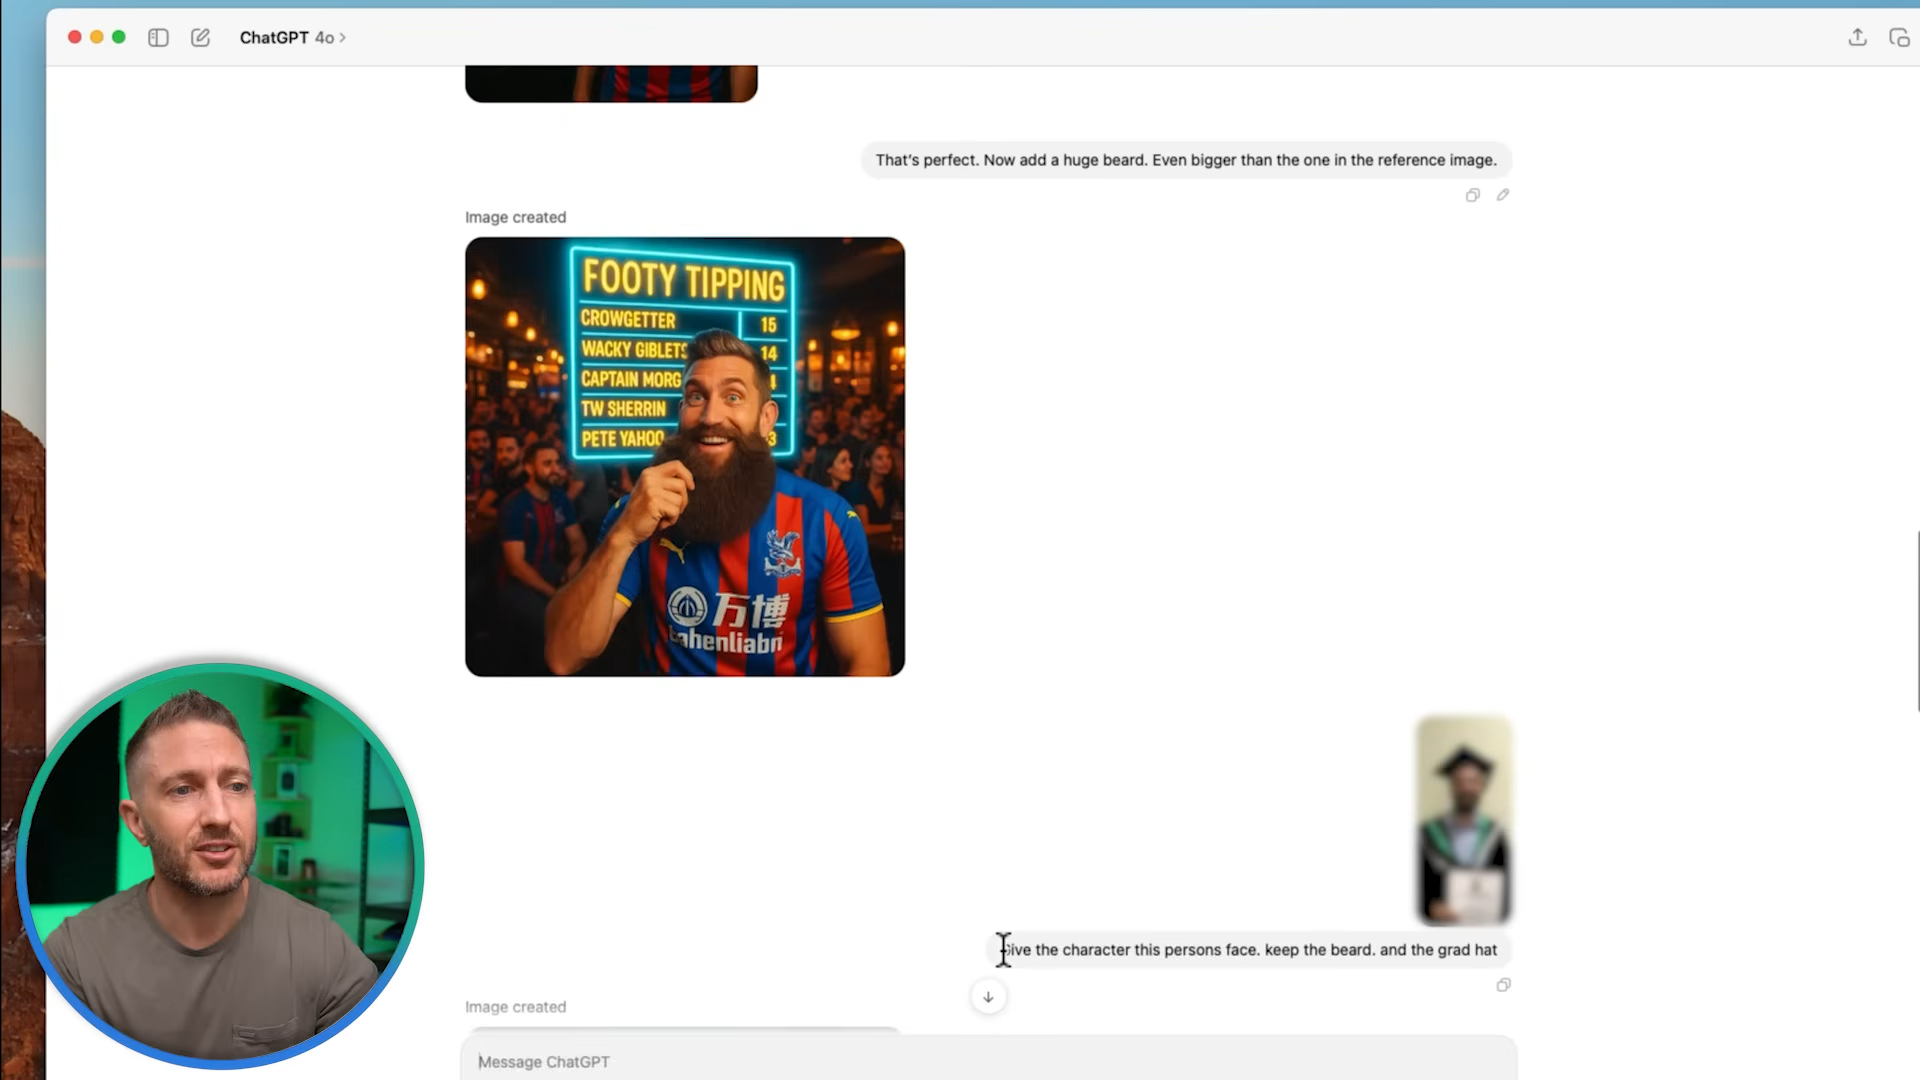 ChatGPT 4o >
That's perfect. Now add a huge beard. Even bigger than the one in the reference image.
Image created
FOOTY TIPPING
CROWGETTER 15
WACKY GIBLETS 14
CAPTAIN MORG 4
TW SHERRIN
PETE YAHOO 3
万博
ive the character this persons face. keep the beard. and the grad hat
Image created
Message ChatGPT